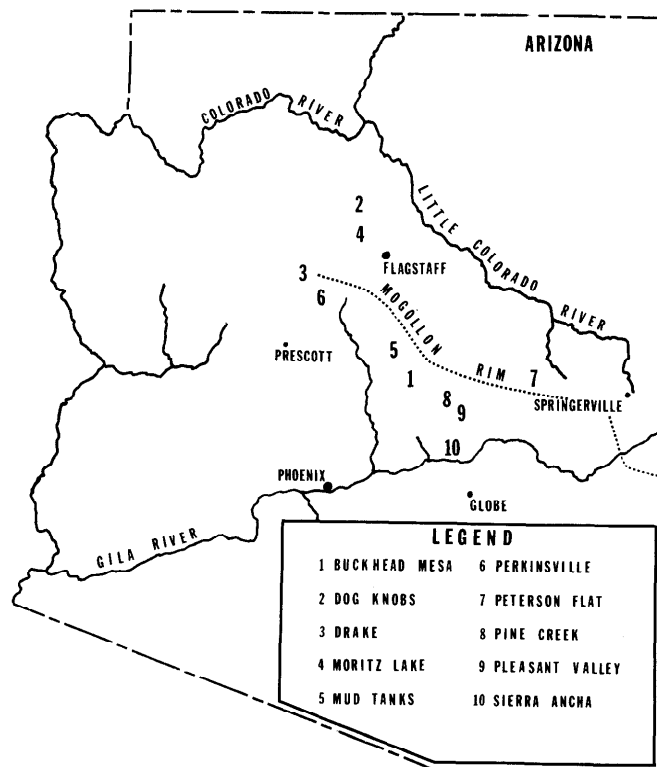 ARIZONA
COLORADO RIVER
2
LITTLE COLORADO RIVER
4
FLAGSTAFF
3
6
MOGOLLON RIM
PRESCOTT
5
1
7
8
9
SPRINGERVILLE
10
PHOENIX
GLOBE
GILA RIVER
LEGEND
1 BUCKHEAD MESA
2 DOG KNOBS
3 DRAKE
4 MORITZ LAKE
5 MUD TANKS
6 PERKINSVILLE
7 PETERSON FLAT
8 PINE CREEK
9 PLEASANT VALLEY
10 SIERRA ANCHA